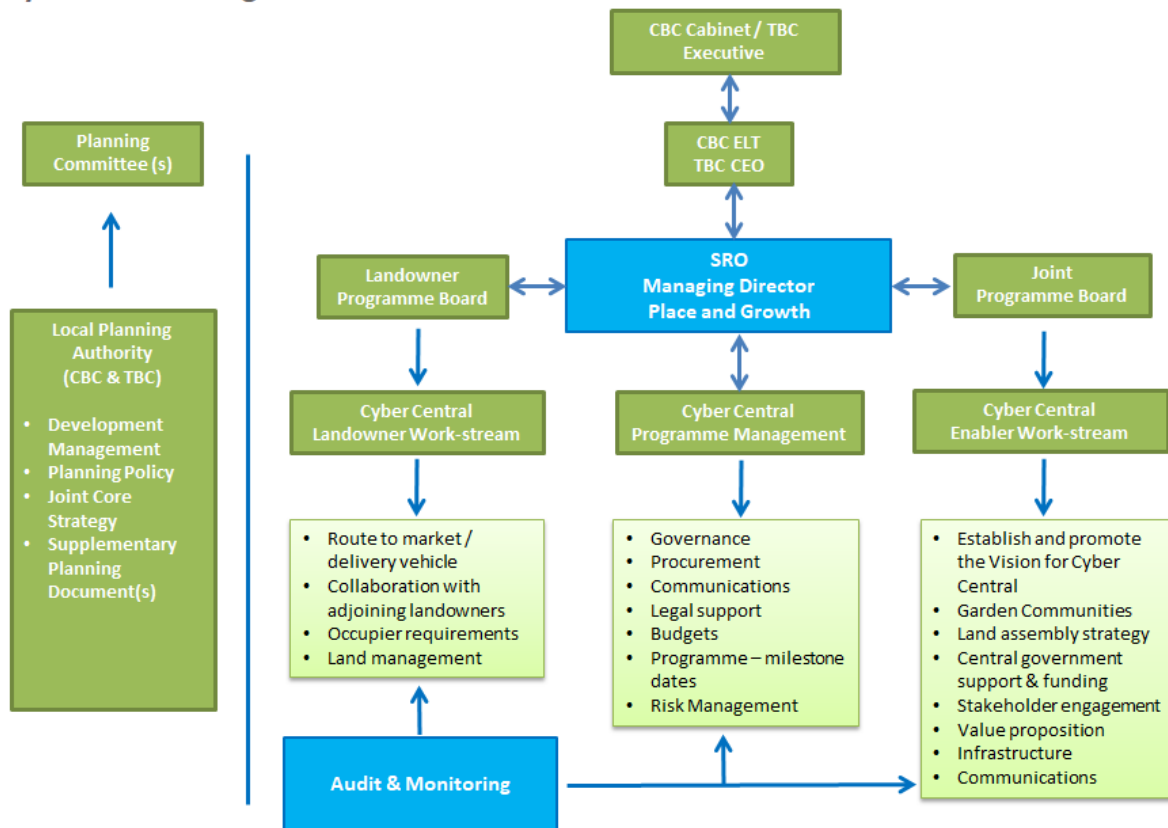 CBC Cabinet / TBC
Executive
CBC ELT
TBC CEO
Planning
Committee (s)
SRO
Managing Director
Place and Growth
Landowner
Programme Board
Joint
Programme Board
Local Planning
Authority
(CBC & TBC)
• Development
Management
• Planning Policy
• Joint Core
Strategy
• Supplementary
Planning
Document(s)
Cyber Central
Landowner Work-stream
Cyber Central
Programme Management
Cyber Central
Enabler Work-stream
• Route to market /
delivery vehicle
• Collaboration with
adjoining landowners
• Occupier requirements
• Land management
• Governance
• Procurement
• Communications
• Legal support
• Budgets
• Programme – milestone
dates
• Risk Management
• Establish and promote
the Vision for Cyber
Central
• Garden Communities
• Land assembly strategy
• Central government
support & funding
• Stakeholder engagement
• Value proposition
• Infrastructure
• Communications
Audit & Monitoring